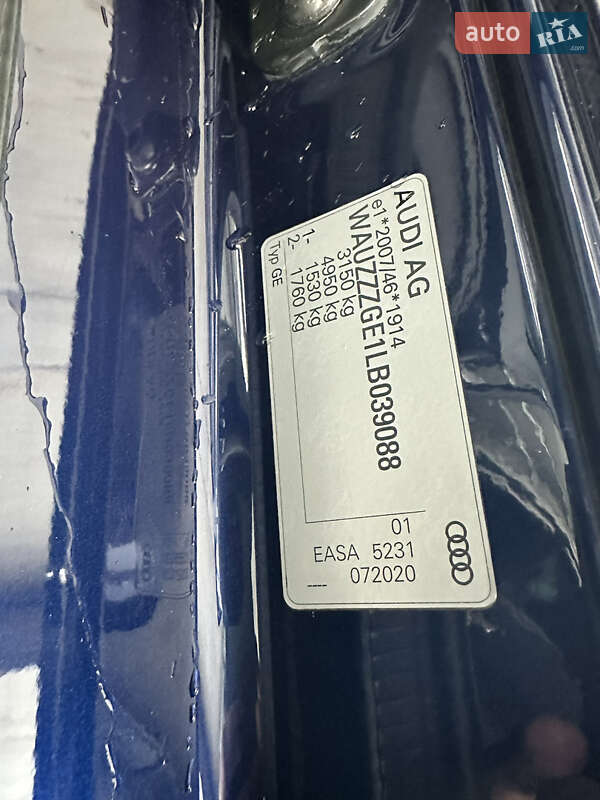 auto RIA .com
AUDI AG
e1*2007/46*1914
WAUZZZGE1LB039088
3150 kg
4950 kg
1- 1530 kg
2- 1760 kg
Typ GE
01
EASA 5231
072020